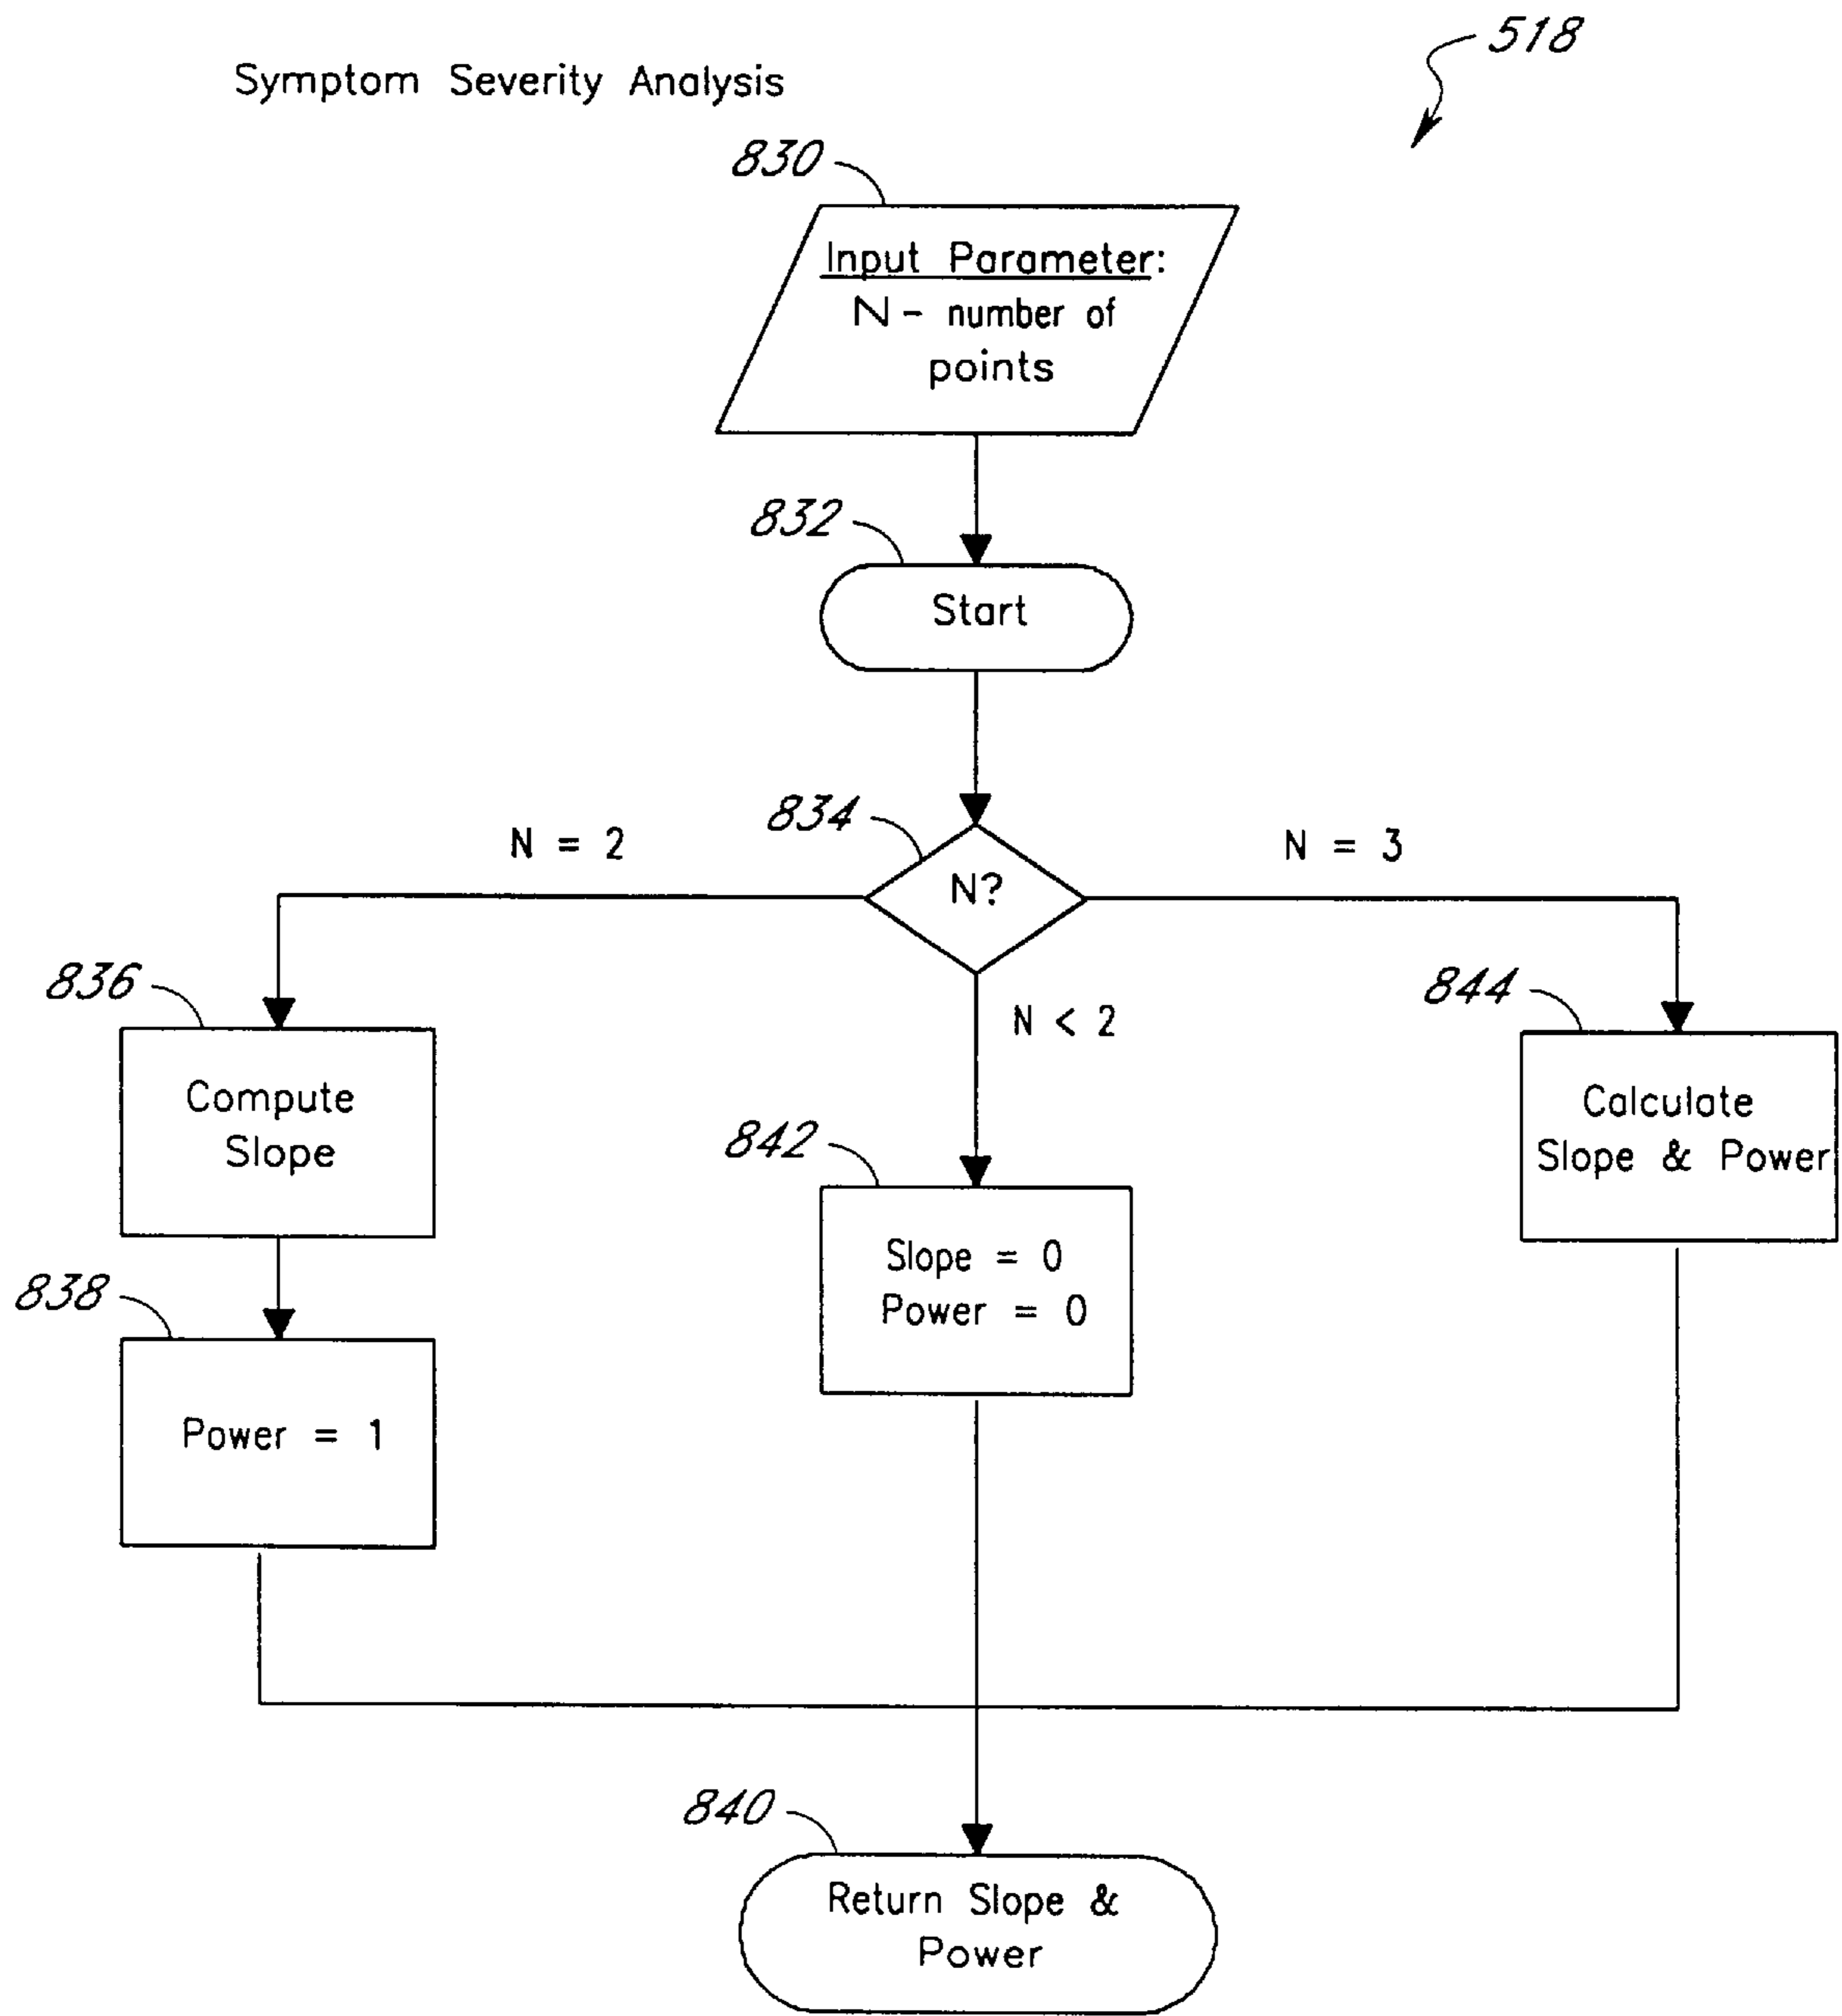 518
Symptom Severity Analysis
830
Input Parameter:
N - number of
points
832
Start
834
N = 2
N = 3
N?
836
N < 2
844
Compute
Slope
842
Calculate
Slope & Power
838
Slope = 0
Power = 0
Power = 1
840
Return Slope &
Power